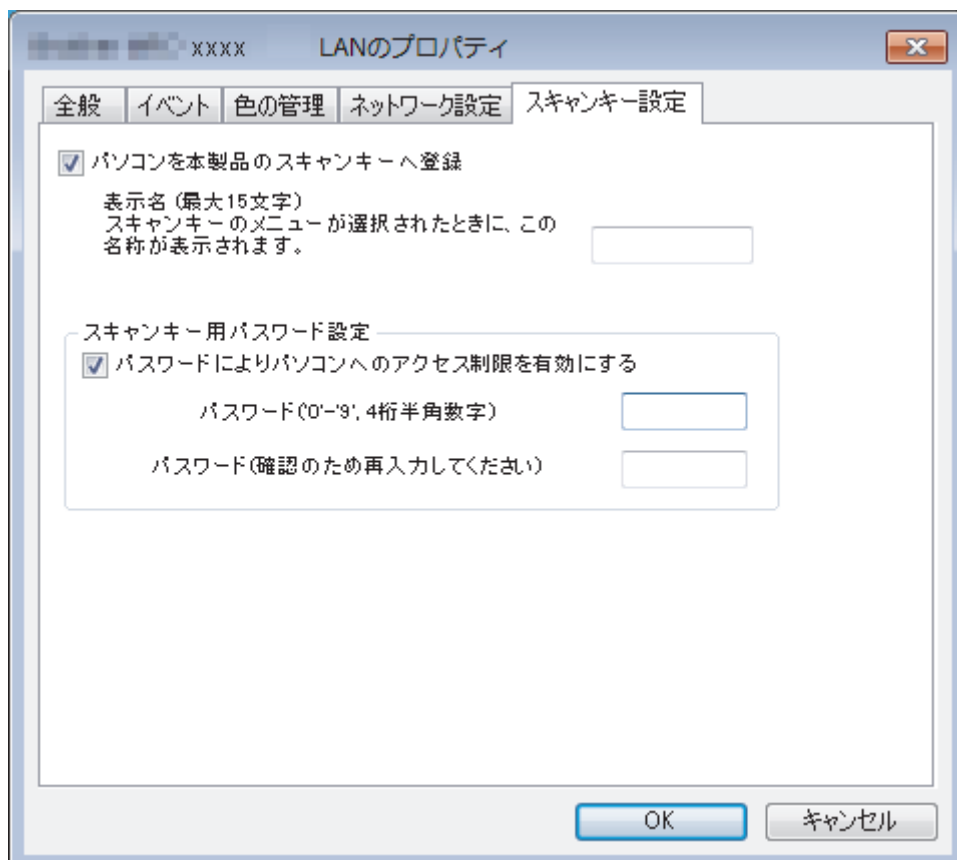 xxxx LANのプロパティ
全般 イベント 色の管理 ネットワーク設定 スキャンキー設定
パソコンを本製品のスキャンキーへ登録
表示名(最大15文字)
スキャンキーのメニューが選択されたときに、この
名称が表示されます。
スキャンキー用パスワード設定
パスワードによりパソコンへのアクセス制限を有効にする
パスワード('0'-'9', 4桁半角数字)
パスワード(確認のため再入力してください)
OK キャンセル